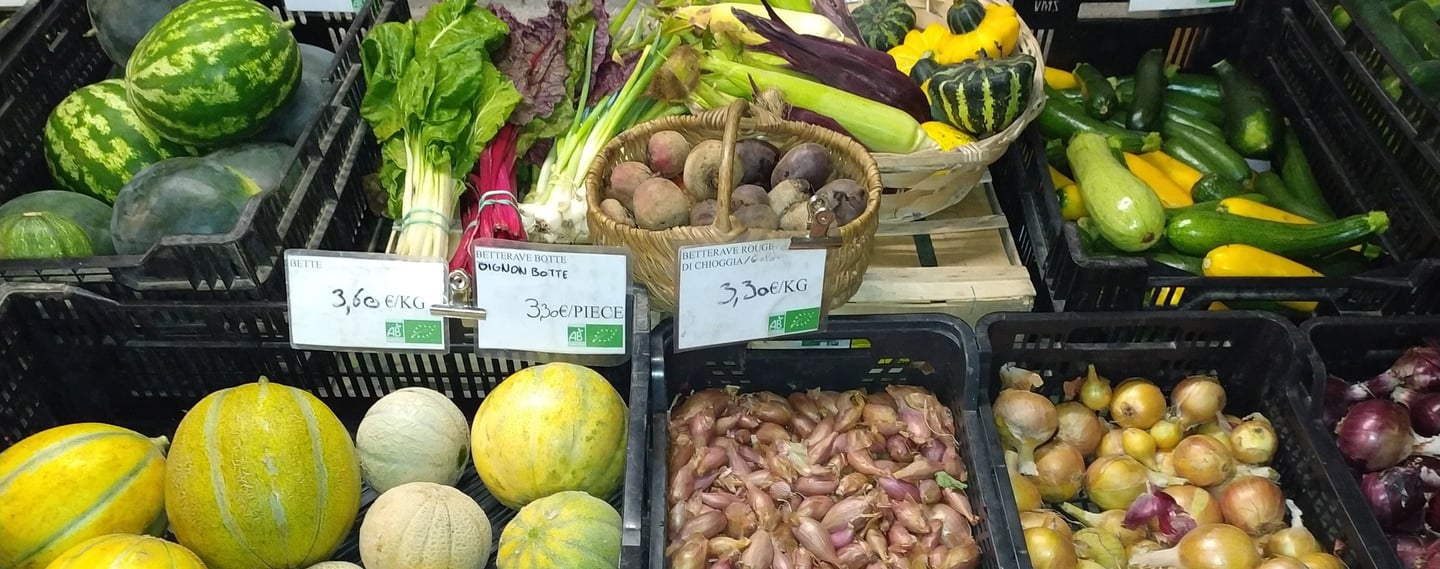 BETTE
3,60€/KG
AB
BETTERAVE BOTTE
OIGNON BOTTE
3,30€/PIECE
AB
BETTERAVE ROUGE
DI CHIOGGIA/
3,30€/KG
AB
VMS